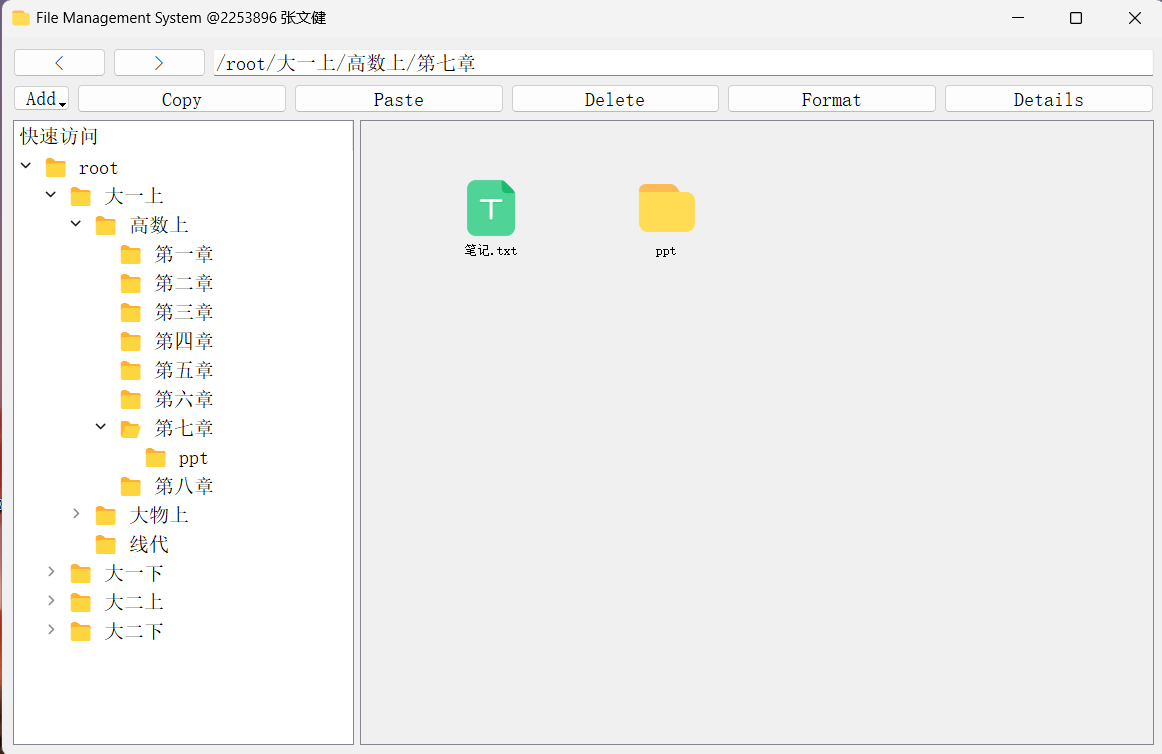 File Management System @2253896 张文健
/root/大一上/高数上/第七章
Add Copy Paste Delete Format Details
快速访问
root
大一上
高数上
第一章
第二章
第三章
第四章
第五章
第六章
第七章
ppt
第八章
大物上
线代
大一下
大二上
大二下
笔记.txt
ppt